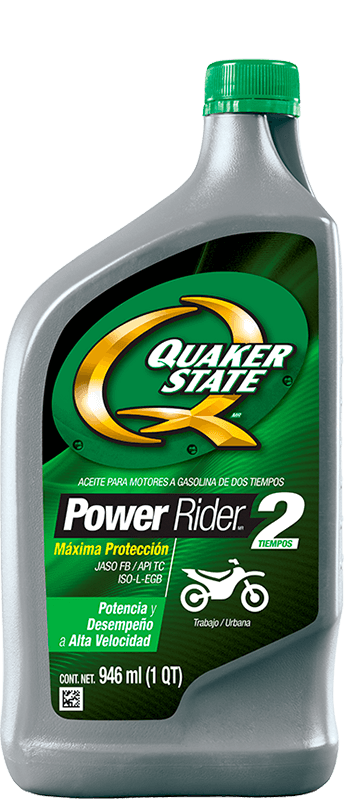 QUAKER
STATE
MR
ACEITE PARA MOTORES A GASOLINA DE DOS TIEMPOS
Power Rider MR 2
TIEMPOS
Máxima Protección
JASO FB / API TC
ISO-L-EGB
Potencia y
Desempeño
a Alta Velocidad
Trabajo / Urbana
CONT. NET. 946 ml (1 QT)